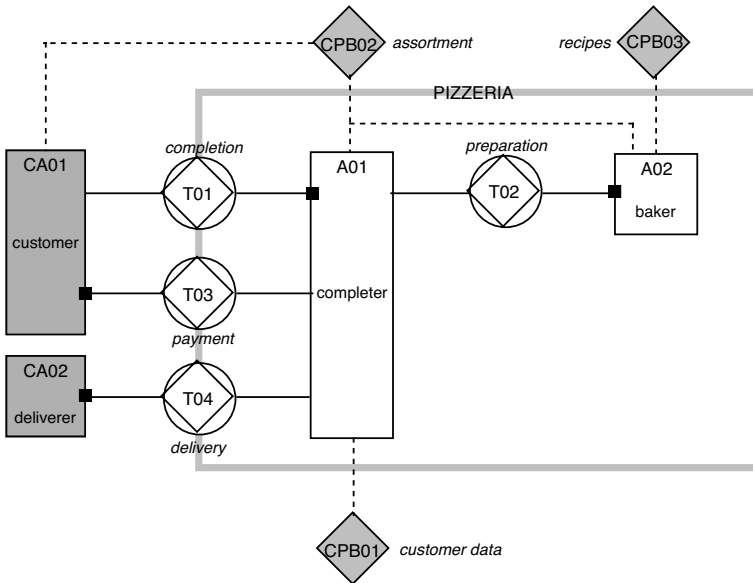 CPB02 assortment
recipes CPB03
PIZZERIA
completion
preparation
CA01
A01
A02
T01
T02
baker
customer
T03
completer
payment
CA02
T04
deliverer
delivery
CPB01 customer data